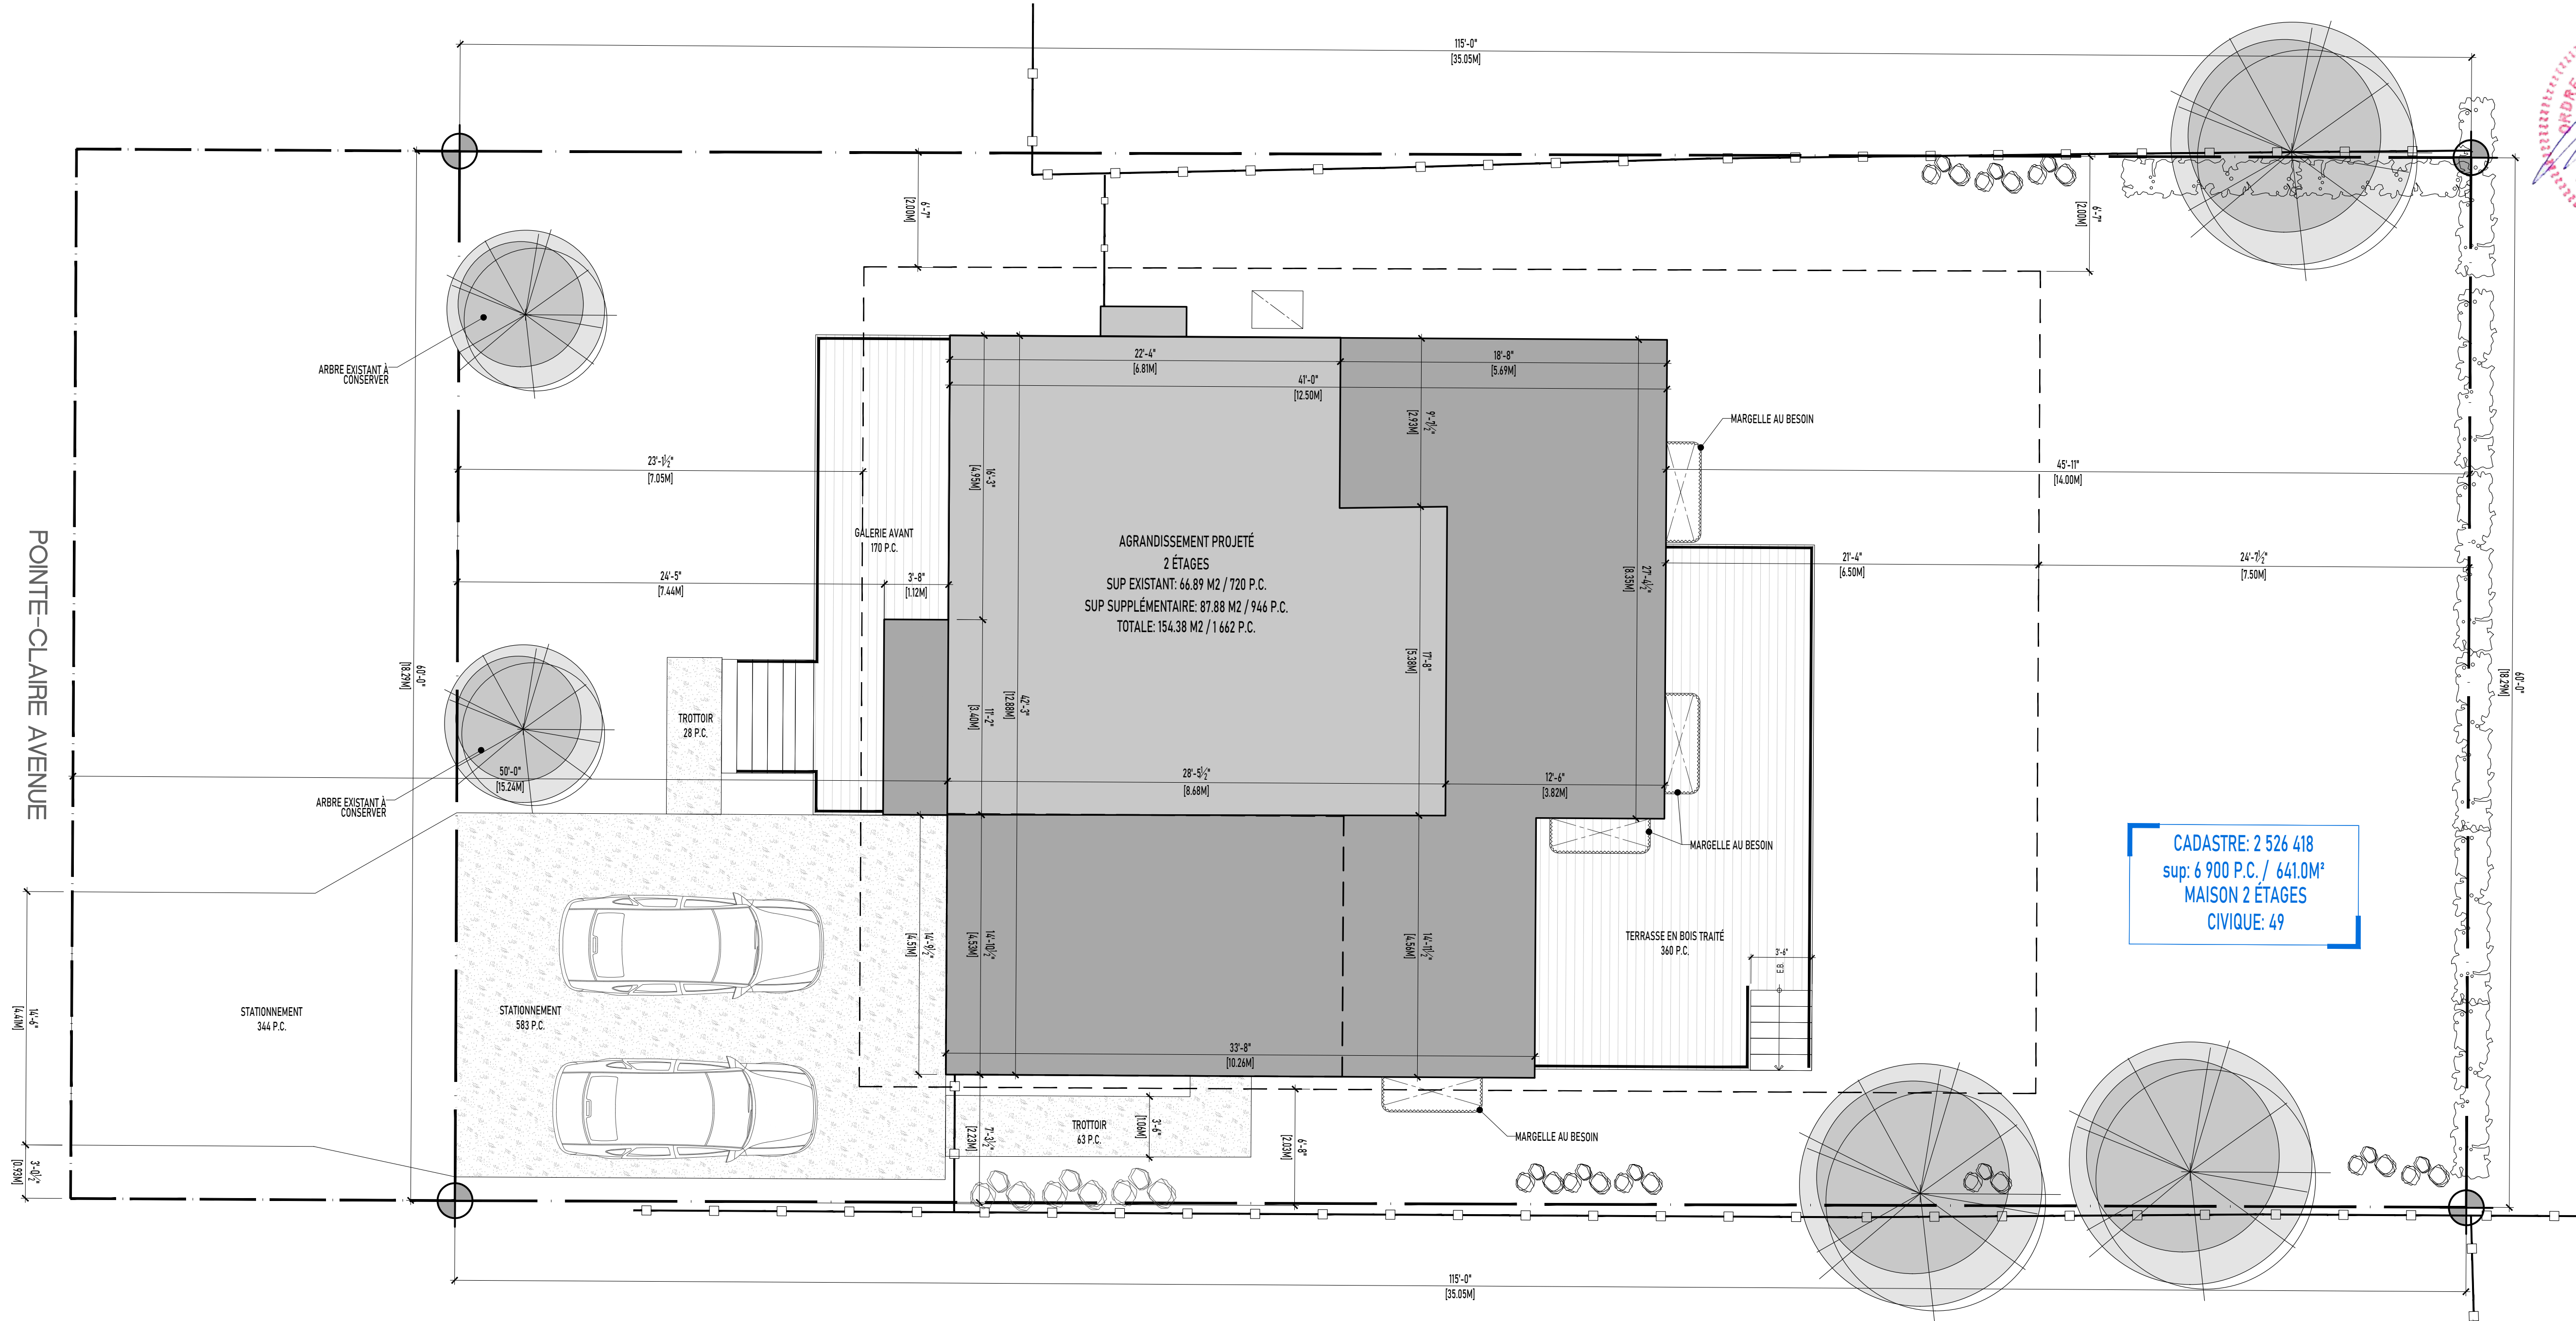 115'-0"
[35.05M]
ORDRE
6'-7"
[2.00M]
6'-7"
[2.00M]
ARBRE EXISTANT À
CONSERVER
22'-4"
[6.81M]
18'-8"
[5.69M]
41'-0"
[12.50M]
9'-7½"
[2.93M]
MARGELLE AU BESOIN
23'-1½"
[7.05M]
16'-3"
[4.95M]
45'-11"
[14.00M]
GALERIE AVANT
170 P.C.
AGRANDISSEMENT PROJETÉ
2 ÉTAGES
SUP EXISTANT: 66.89 M2 / 720 P.C.
SUP SUPPLÉMENTAIRE: 87.88 M2 / 946 P.C.
TOTALE: 154.38 M2 / 1 662 P.C.
24'-5"
[7.44M]
3'-8"
[1.12M]
27'-4½"
[8.35M]
21'-4"
[6.50M]
24'-7½"
[7.50M]
POINTE-CLAIRE AVENUE
60'-0"
[18.29M]
17'-8"
[5.38M]
60'-0"
[18.29M]
TROTTOIR
28 P.C.
11'-2"
[3.40M]
42'-3"
[12.88M]
50'-0"
[15.24M]
28'-5½"
[8.68M]
12'-6"
[3.82M]
ARBRE EXISTANT À
CONSERVER
MARGELLE AU BESOIN
CADASTRE: 2 526 418
sup: 6 900 P.C. / 641.0M²
MAISON 2 ÉTAGES
CIVIQUE: 49
14'-9½"
[4.51M]
14'-10½"
[4.53M]
14'-11½"
[4.56M]
TERRASSE EN BOIS TRAITÉ
360 P.C.
3'-6"
E.B.
STATIONNEMENT
344 P.C.
STATIONNEMENT
583 P.C.
14'-6"
[4.41M]
33'-8"
[10.26M]
TROTTOIR
63 P.C.
3'-6"
[1.06M]
7'-3½"
[2.23M]
6'-8"
[2.03M]
MARGELLE AU BESOIN
3'-0½"
[0.93M]
115'-0"
[35.05M]